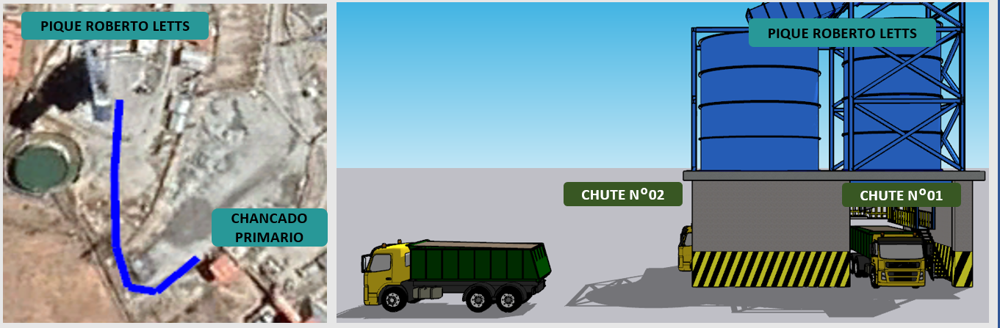 PIQUE ROBERTO LETTS
CHANCADO
PRIMARIO
PIQUE ROBERTO LETTS
CHUTE N°02
CHUTE N°01